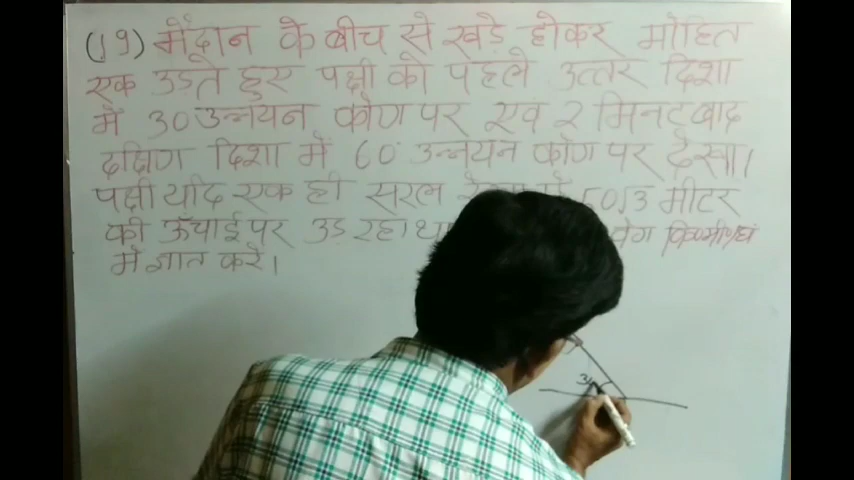 (19) मैदान के बीच से खड़े होकर मोहित
एक उड़ते हुए पक्षी को पहले उत्तर दिशा
में 30 उन्नयन कोण पर एवं २ मिनट बाद
दक्षिण दिशा में 60° उन्नयन कोण पर देखा।
पक्षी यदि एक ही सरल में 50√3 मीटर
की ऊँचाई पर उड़ रहा था वेग
में ज्ञात करें।